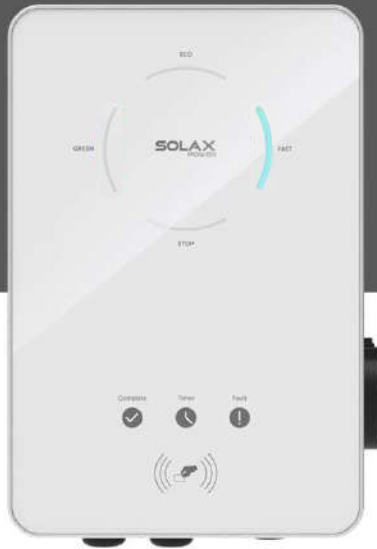 ECO
GREEN
SOLAX
POWER
FAST
STOP
Complete
Timer
Fault